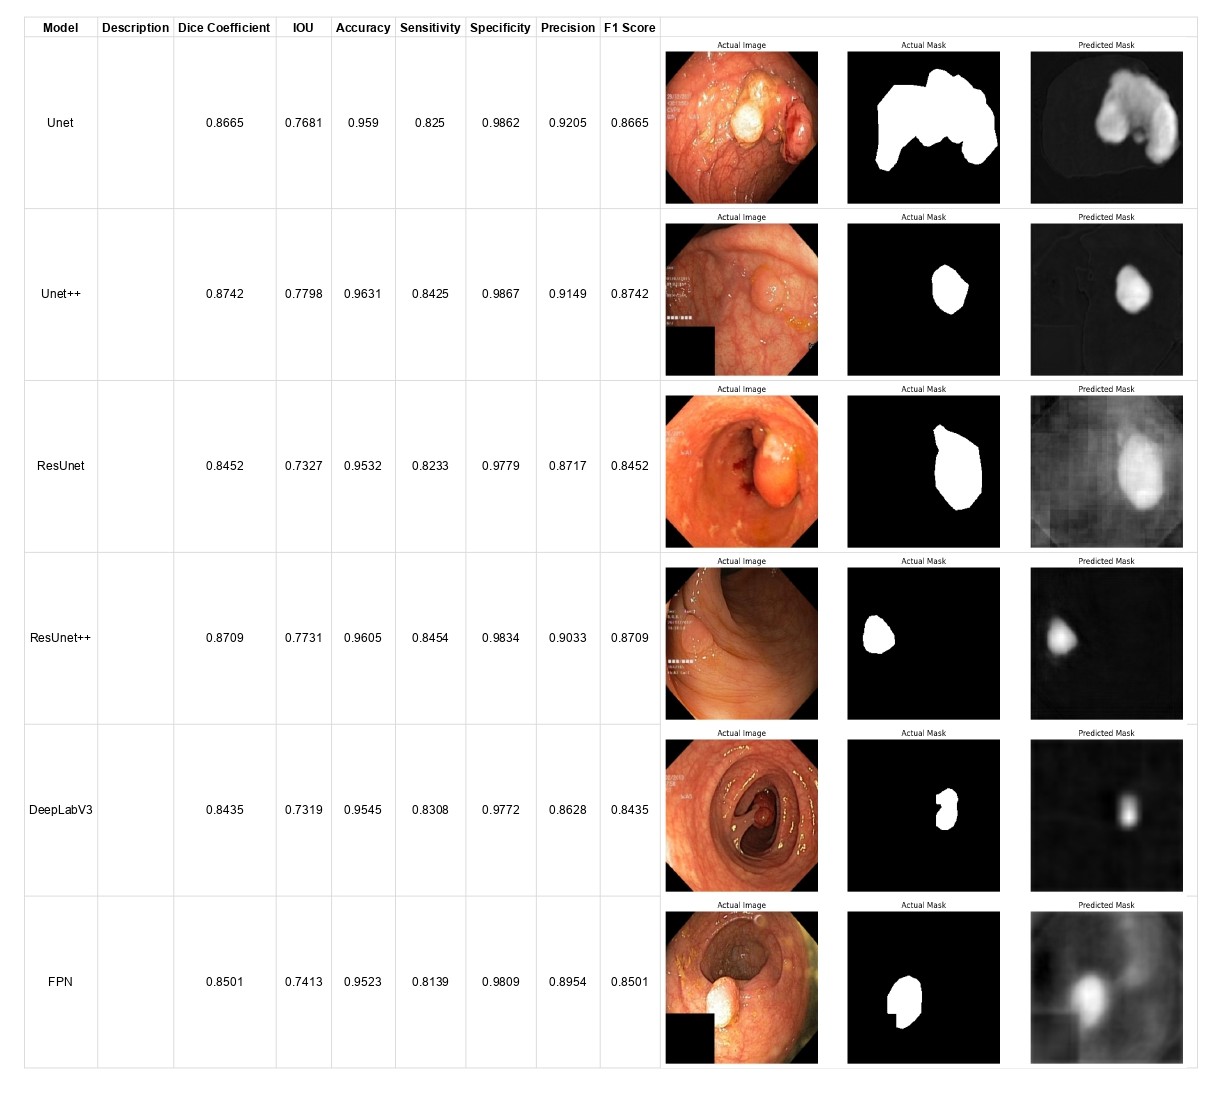 Model Description Dice Coefficient IOU Accuracy Sensitivity Specificity Precision F1 Score
Actual Image Actual Mask Predicted Mask
Unet 0.8665 0.7681 0.959 0.825 0.9862 0.9205 0.8665
Actual Image Actual Mask Predicted Mask
Unet++ 0.8742 0.7798 0.9631 0.8425 0.9867 0.9149 0.8742
Actual Image Actual Mask Predicted Mask
ResUnet 0.8452 0.7327 0.9532 0.8233 0.9779 0.8717 0.8452
Actual Image Actual Mask Predicted Mask
ResUnet++ 0.8709 0.7731 0.9605 0.8454 0.9834 0.9033 0.8709
Actual Image Actual Mask Predicted Mask
DeepLabV3 0.8435 0.7319 0.9545 0.8308 0.9772 0.8628 0.8435
Actual Image Actual Mask Predicted Mask
FPN 0.8501 0.7413 0.9523 0.8139 0.9809 0.8954 0.8501